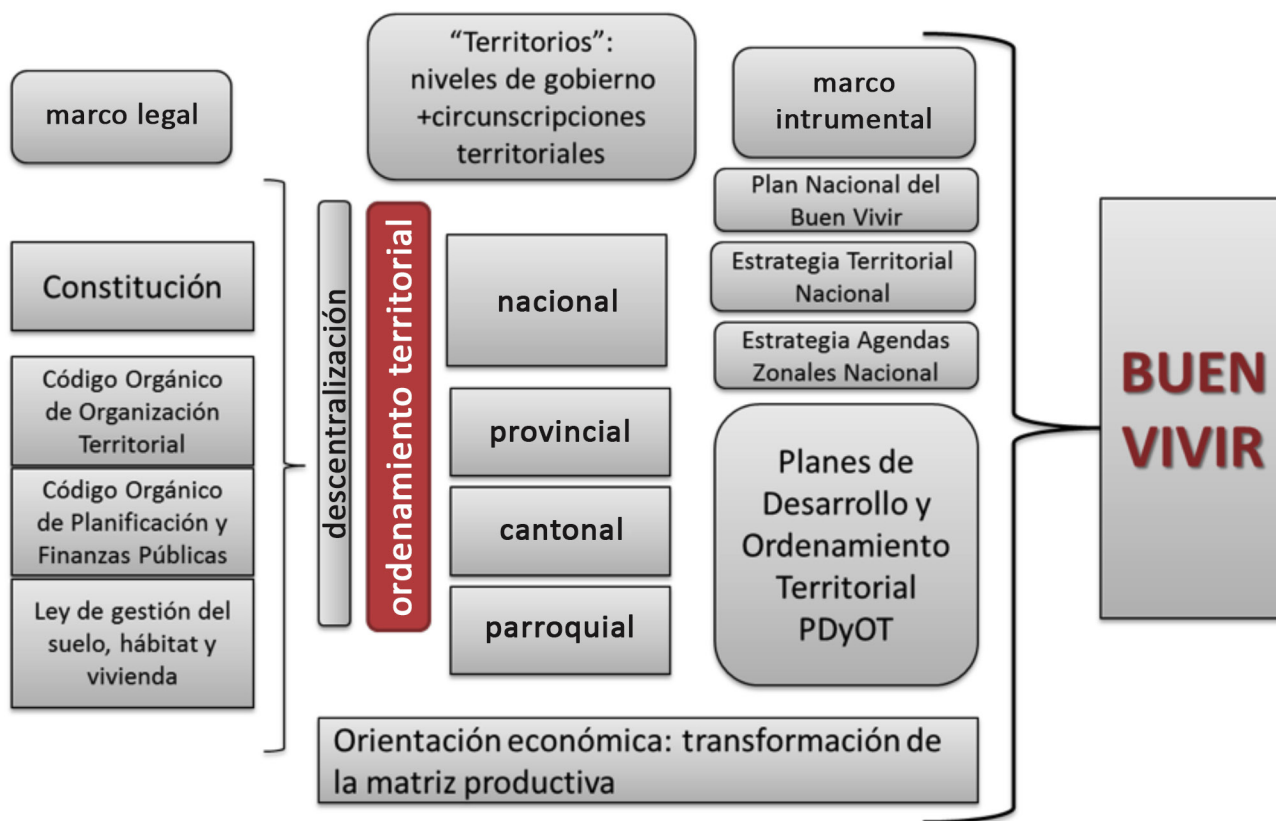 marco legal
Constitución
Código Orgánico
de Organización
Territorial
Código Orgánico
de Planificación y
Finanzas Públicas
Ley de gestión del
suelo, hábitat y
vivienda
descentralización
ordenamiento territorial
“Territorios”:
niveles de gobierno
+circunscripciones
territoriales
nacional
provincial
cantonal
parroquial
marco
intrumental
Plan Nacional del
Buen Vivir
Estrategia Territorial
Nacional
Estrategia Agendas
Zonales Nacional
Planes de
Desarrollo y
Ordenamiento
Territorial
PDyOT
Orientación económica: transformación de
la matriz productiva
BUEN
VIVIR